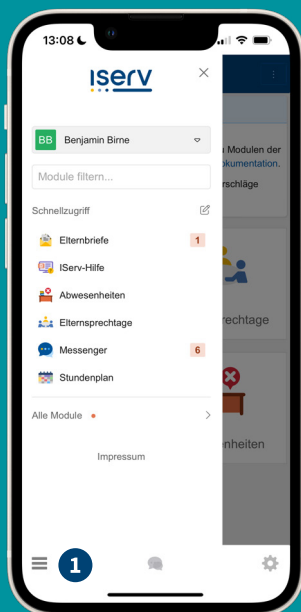 13:08
IServ
BB Benjamin Birne
Module filtern...
Schnellzugriff
Elternbriefe 1
IServ-Hilfe
Abwesenheiten
Elternsprechtage
Messenger 6
Stundenplan
Alle Module
Impressum
1
Modulen der
okumentation.
rschläge
rechtage
nheiten